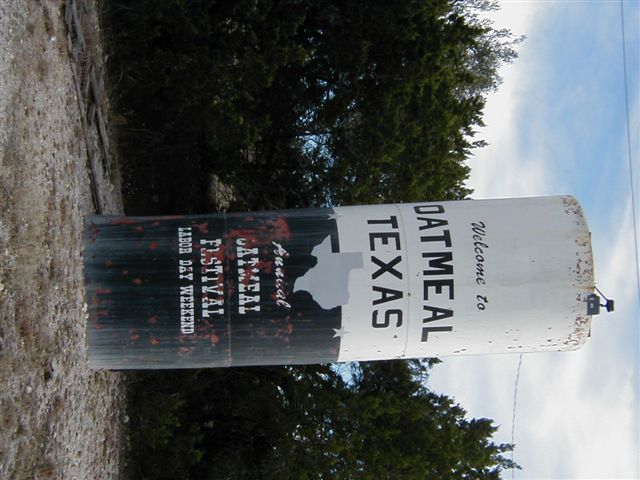 Welcome to
OATMEAL
TEXAS
Annual
OATMEAL
FESTIVAL
LABOR DAY WEEKEND